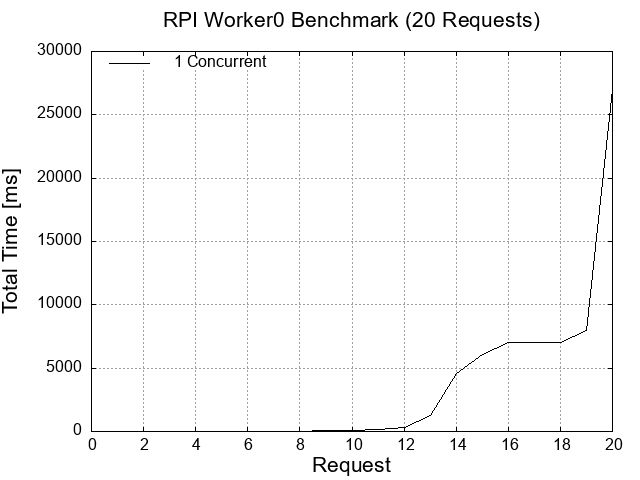 RPI Worker0 Benchmark (20 Requests)
1 Concurrent
30000
25000
20000
15000
10000
5000
0
Total Time [ms]
0 2 4 6 8 10 12 14 16 18 20
Request